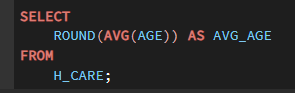 SELECT
ROUND(AVG(AGE)) AS AVG_AGE
FROM
H_CARE;